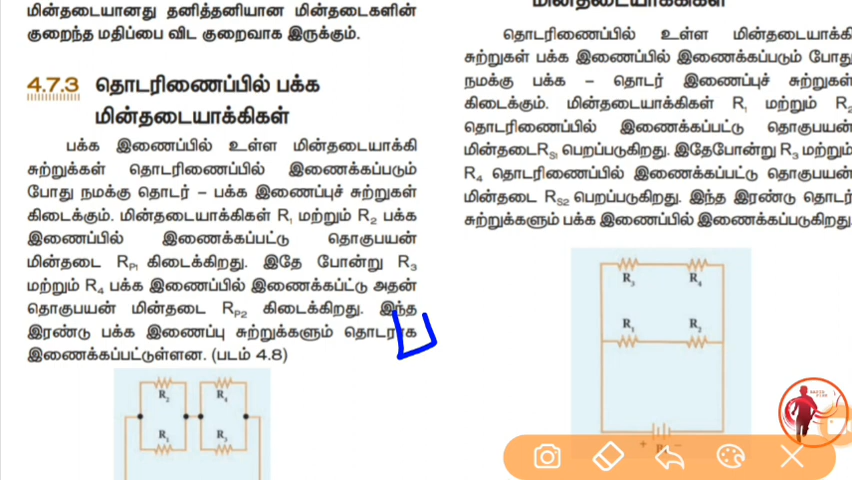 மின்தடையானது தனித்தனியான மின்தடைகளின்
குறைந்த மதிப்பை விட குறைவாக இருக்கும்.
4.7.3 தொடரிணைப்பில் பக்க
மின்தடையாக்கிகள்
பக்க இணைப்பில் உள்ள மின்தடையாக்கி
சுற்றுக்கள் தொடரிணைப்பில் இணைக்கப்படும்
போது நமக்கு தொடர் – பக்க இணைப்புச் சுற்றுகள்
கிடைக்கும். மின்தடையாக்கிகள் R₁ மற்றும் R₂ பக்க
இணைப்பில் இணைக்கப்பட்டு தொகுபயன்
மின்தடை Rₚ₁ கிடைக்கிறது. இதே போன்று R₃
மற்றும் R₄ பக்க இணைப்பில் இணைக்கப்பட்டு அதன்
தொகுபயன் மின்தடை Rₚ₂ கிடைக்கிறது. இந்த
இரண்டு பக்க இணைப்பு சுற்றுக்களும் தொடராக
இணைக்கப்பட்டுள்ளன. (படம் 4.8)
R₂ R₄
R₁ R₃
மின்தடையாக்கிகள்
தொடரிணைப்பில் உள்ள மின்தடையாக்கி
சுற்றுகள் பக்க இணைப்பில் இணைக்கப்படும் போது
நமக்கு பக்க – தொடர் இணைப்புச் சுற்றுகள்
கிடைக்கும். மின்தடையாக்கிகள் R₁ மற்றும் R₂
தொடரிணைப்பில் இணைக்கப்பட்டு தொகுபயன்
மின்தடைRₛ₁ பெறப்படுகிறது. இதேபோன்று R₃ மற்றும்
R₄ தொடரிணைப்பில் இணைக்கப்பட்டு தொகுபயன்
மின்தடை Rₛ₂ பெறப்படுகிறது. இந்த இரண்டு தொடர்
சுற்றுக்களும் பக்க இணைப்பில் இணைக்கப்படுகிறது.
R₃ R₄
R₁ R₂
+ –